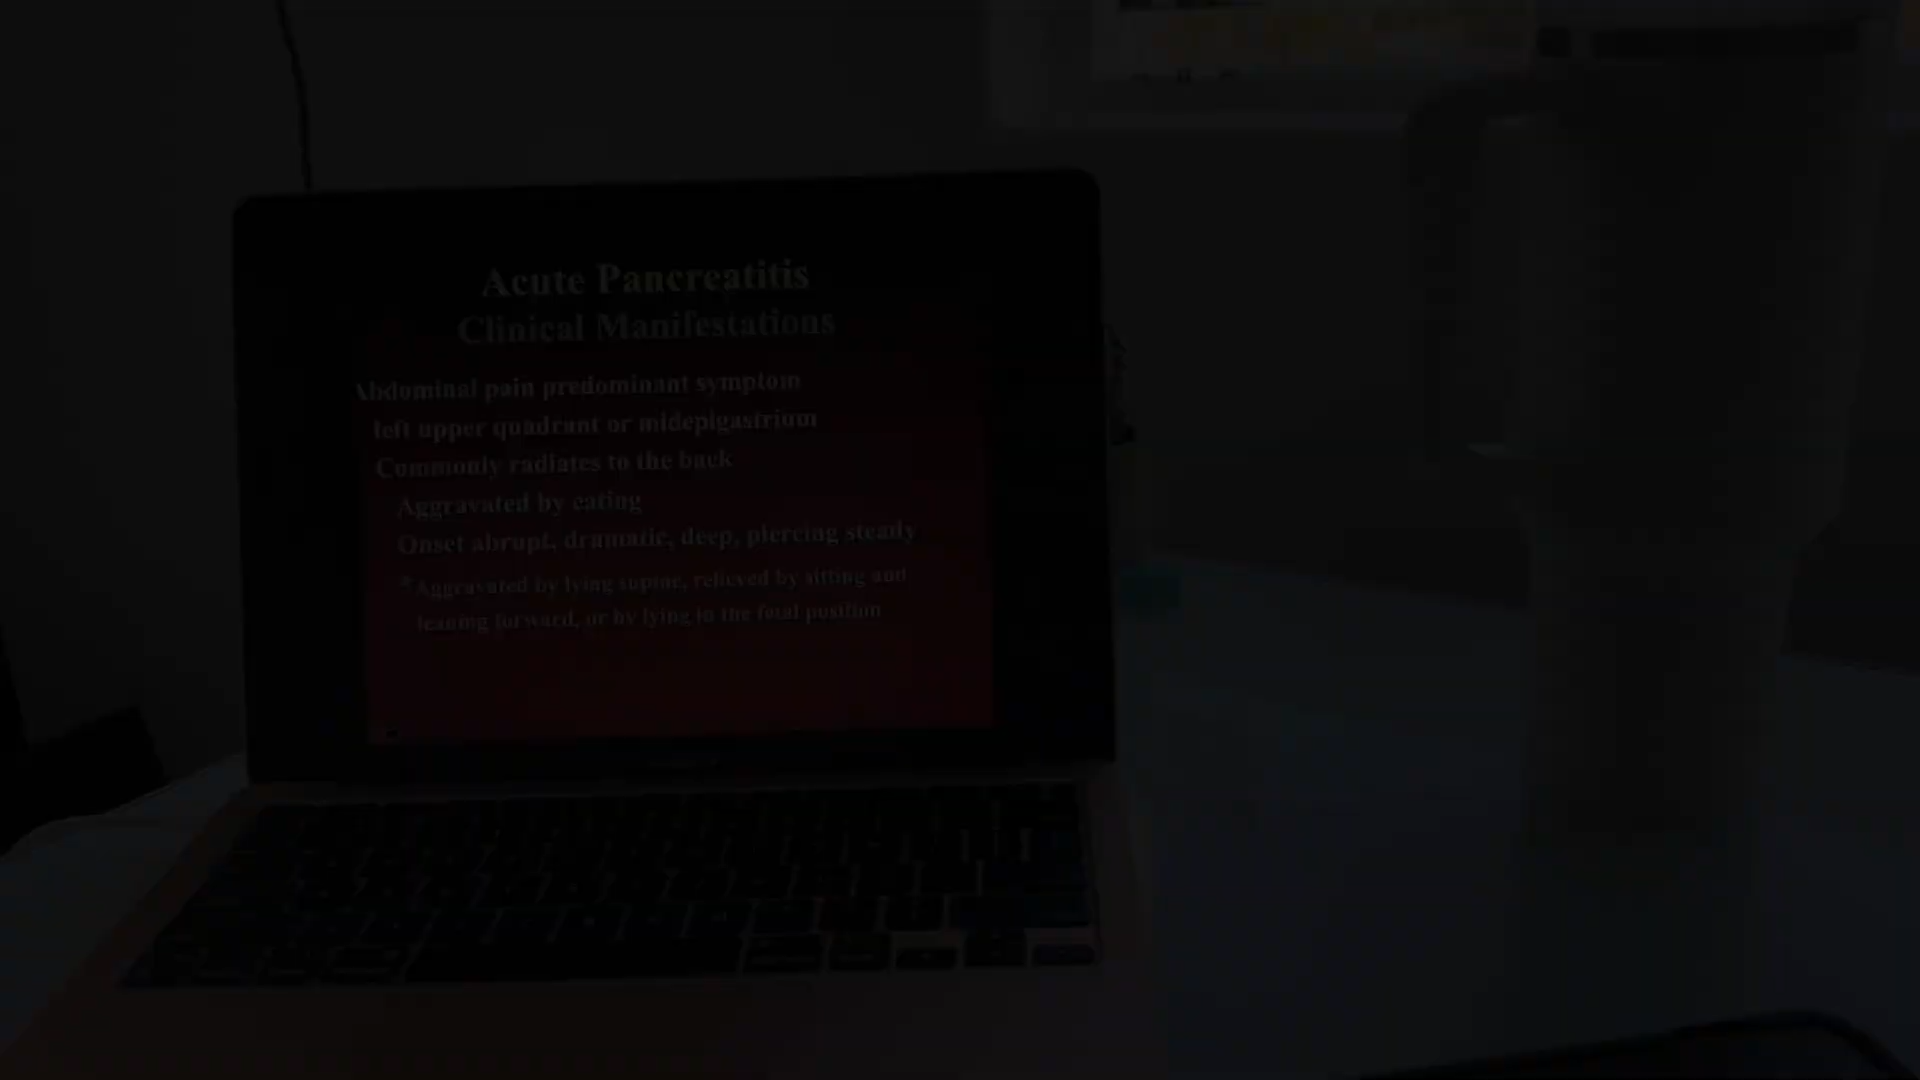 Acute Pancreatitis
Clinical Manifestations
Abdominal pain predominant symptom
left upper quadrant or midepigastrium
Commonly radiates to the back
Aggravated by eating
Onset abrupt, dramatic, deep, piercing steady
*Aggravated by lying supine, relieved by sitting and
leaning forward, or by lying in the fetal position